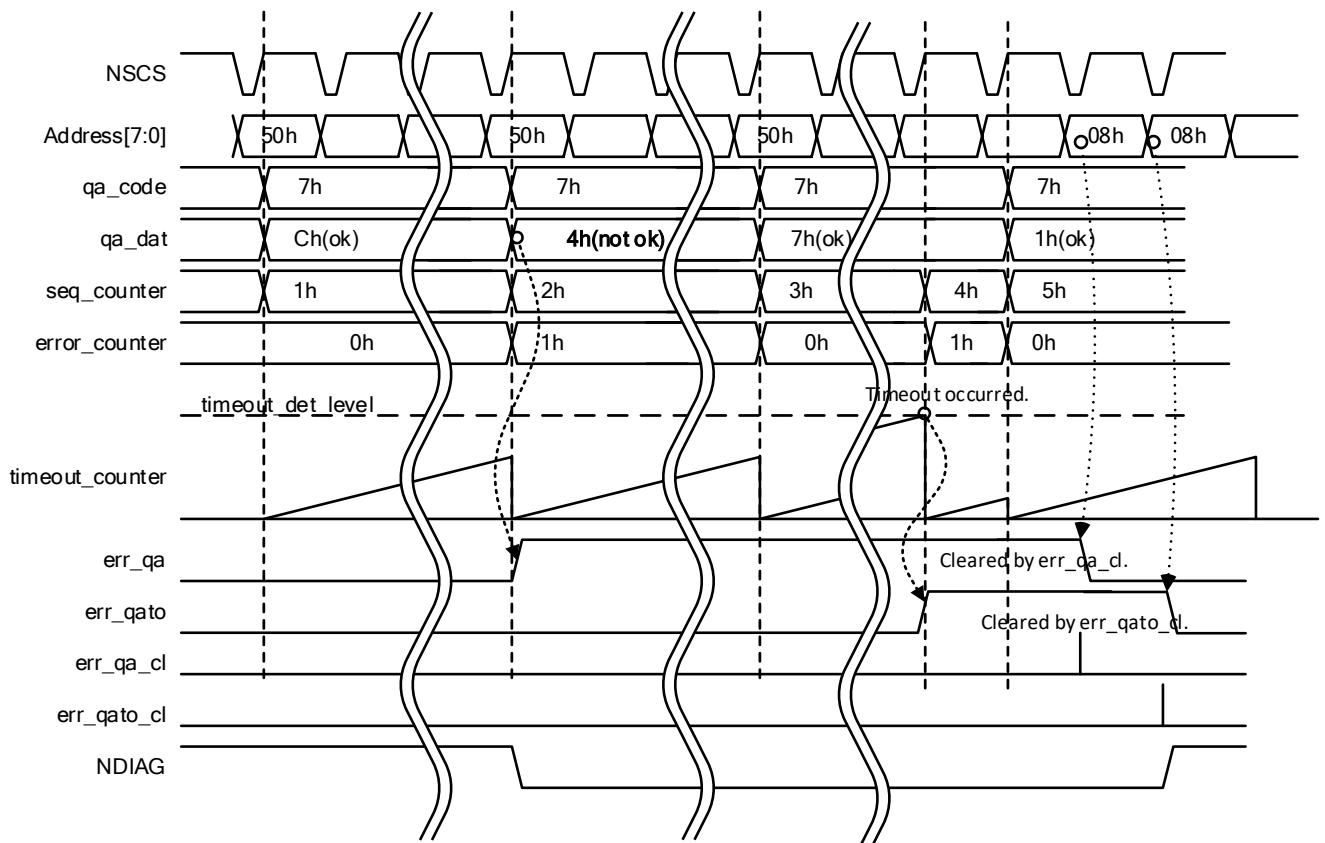 NSCS
Address[7:0] 50h 50h 50h 08h 08h
qa_code 7h 7h 7h 7h
qa_dat Ch(ok) 4h(not ok) 7h(ok) 1h(ok)
seq_counter 1h 2h 3h 4h 5h
error_counter 0h 1h 0h 1h 0h
timeout_det_level Timeout occurred.
timeout_counter
err_qa Cleared by err_qa_cl.
err_qato Cleared by err_qato_cl.
err_qa_cl
err_qato_cl
NDIAG